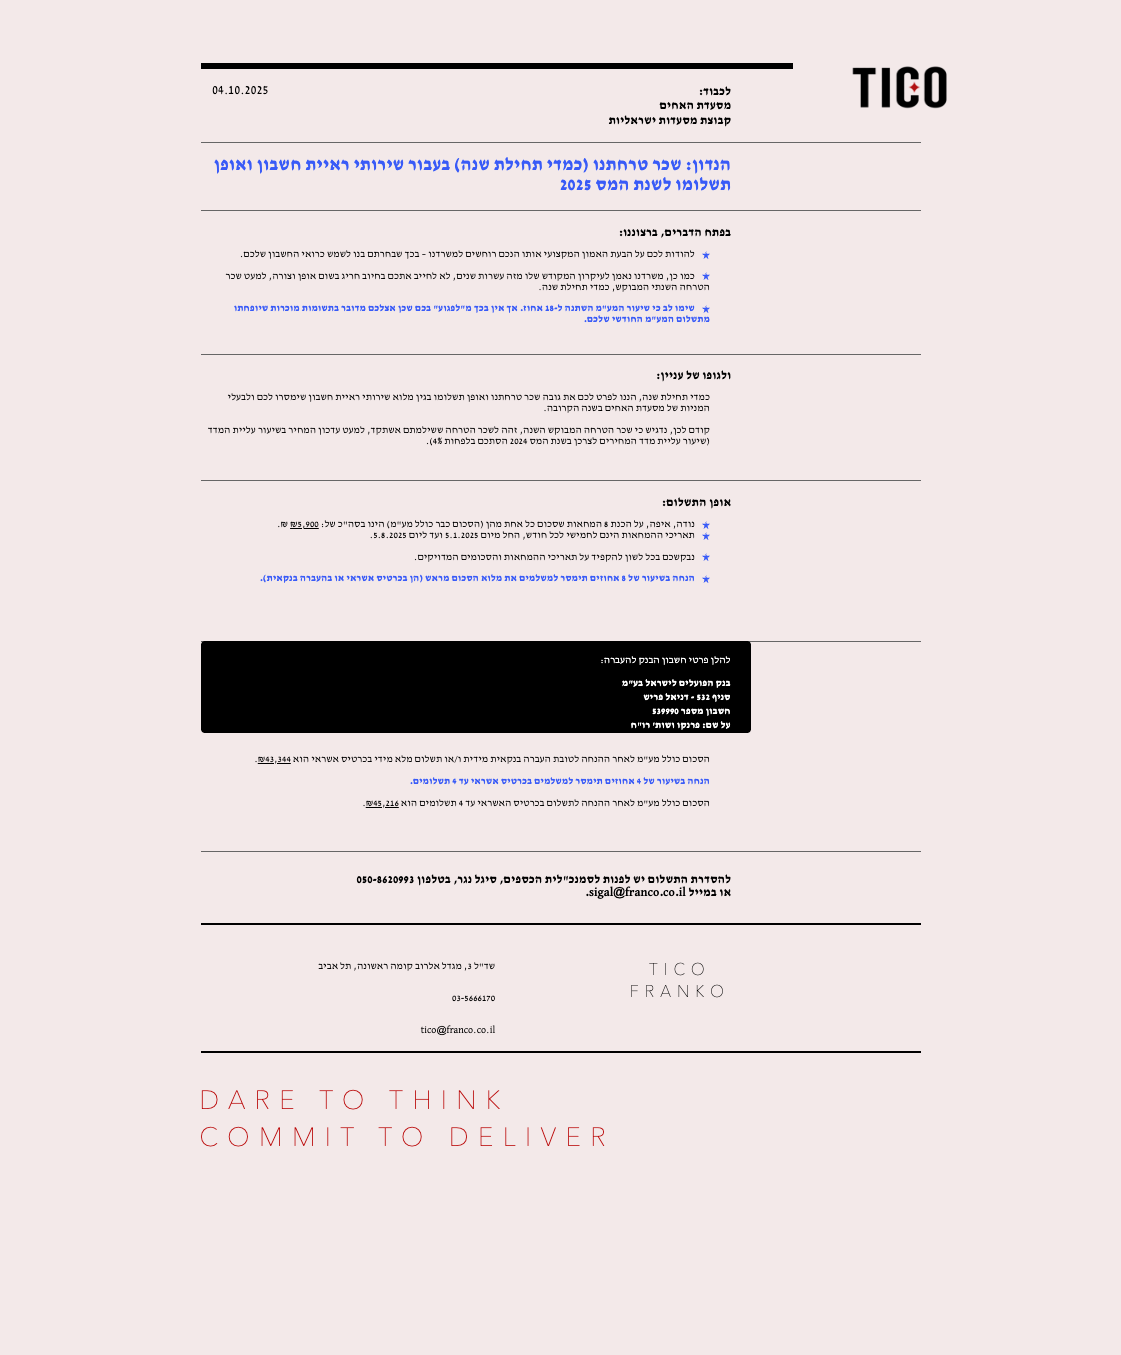 TICO
לכבוד:
04.10.2025
מסעדת האחים
קבוצת מסעדות ישראליות
הנדון: שכר טרחתנו (כמדי תחילת שנה) בעבור שירותי ראיית חשבון ואופן
תשלומו לשנת המס 2025
בפתח הדברים, ברצוננו:
★ להודות לכם על הבעת האמון המקצועי אותו הנכם רוחשים למשרדנו – בכך שבחרתם בנו לשמש כרואי החשבון שלכם.
★ כמו כן, משרדנו נאמן לעיקרון המקודש שלו מזה עשרות שנים, לא לחייב אתכם בחיוב חריג בשום אופן וצורה, למעט שכר
הטרחה השנתי המבוקש, כמדי תחילת שנה.
★ שימו לב כי שיעור המע"מ השתנה ל-18 אחוז. אך אין בכך מ"לפגוע" בכם שכן אצלכם מדובר בתשומות מוכרות שיופחתו
מתשלום המע"מ החודשי שלכם.
ולגופו של עניין:
כמדי תחילת שנה, הננו לפרט לכם את גובה שכר טרחתנו ואופן תשלומו בגין מלוא שירותי ראיית חשבון שימסרו לכם ולבעלי
המניות של מסעדת האחים בשנה הקרובה.
קודם לכן, נדגיש כי שכר הטרחה המבוקש השנה, זהה לשכר הטרחה ששילמתם אשתקד, למעט עדכון המחיר בשיעור עליית המדד
(שיעור עליית מדד המחירים לצרכן בשנת המס 2024 הסתכם בלפחות 4%).
אופן התשלום:
★ נודה, איפה, על הכנת 8 המחאות שסכום כל אחת מהן (הסכום כבר כולל מע"מ) הינו בסה"כ של: ₪5,900 ₪.
★ תאריכי ההמחאות הינם לחמישי לכל חודש, החל מיום 5.1.2025 ועד ליום 5.8.2025.
★ נבקשכם בכל לשון להקפיד על תאריכי ההמחאות והסכומים המדויקים.
★ הנחה בשיעור של 8 אחוזים תימסר למשלמים את מלוא הסכום מראש (הן בכרטיס אשראי או בהעברה בנקאית).
להלן פרטי חשבון הבנק להעברה:
בנק הפועלים לישראל בע"מ
סניף 532 - דניאל פריש
חשבון מספר 539990
על שם: פרנקו ושות' רו"ח
הסכום כולל מע"מ לאחר ההנחה לטובת העברה בנקאית מידית ו/או תשלום מלא מידי בכרטיס אשראי הוא ₪43,344.
הנחה בשיעור של 4 אחוזים תימסר למשלמים בכרטיס אשראי עד 4 תשלומים.
הסכום כולל מע"מ לאחר ההנחה לתשלום בכרטיס האשראי עד 4 תשלומים הוא ₪45,216.
להסדרת התשלום יש לפנות לסמנכ"לית הכספים, סיגל נגר, בטלפון 050-8620993
או במייל sigal@franco.co.il.
TICO
FRANKO
שד"ל 3, מגדל אלרוב קומה ראשונה, תל אביב
03-5666170
tico@franco.co.il
DARE TO THINK
COMMIT TO DELIVER